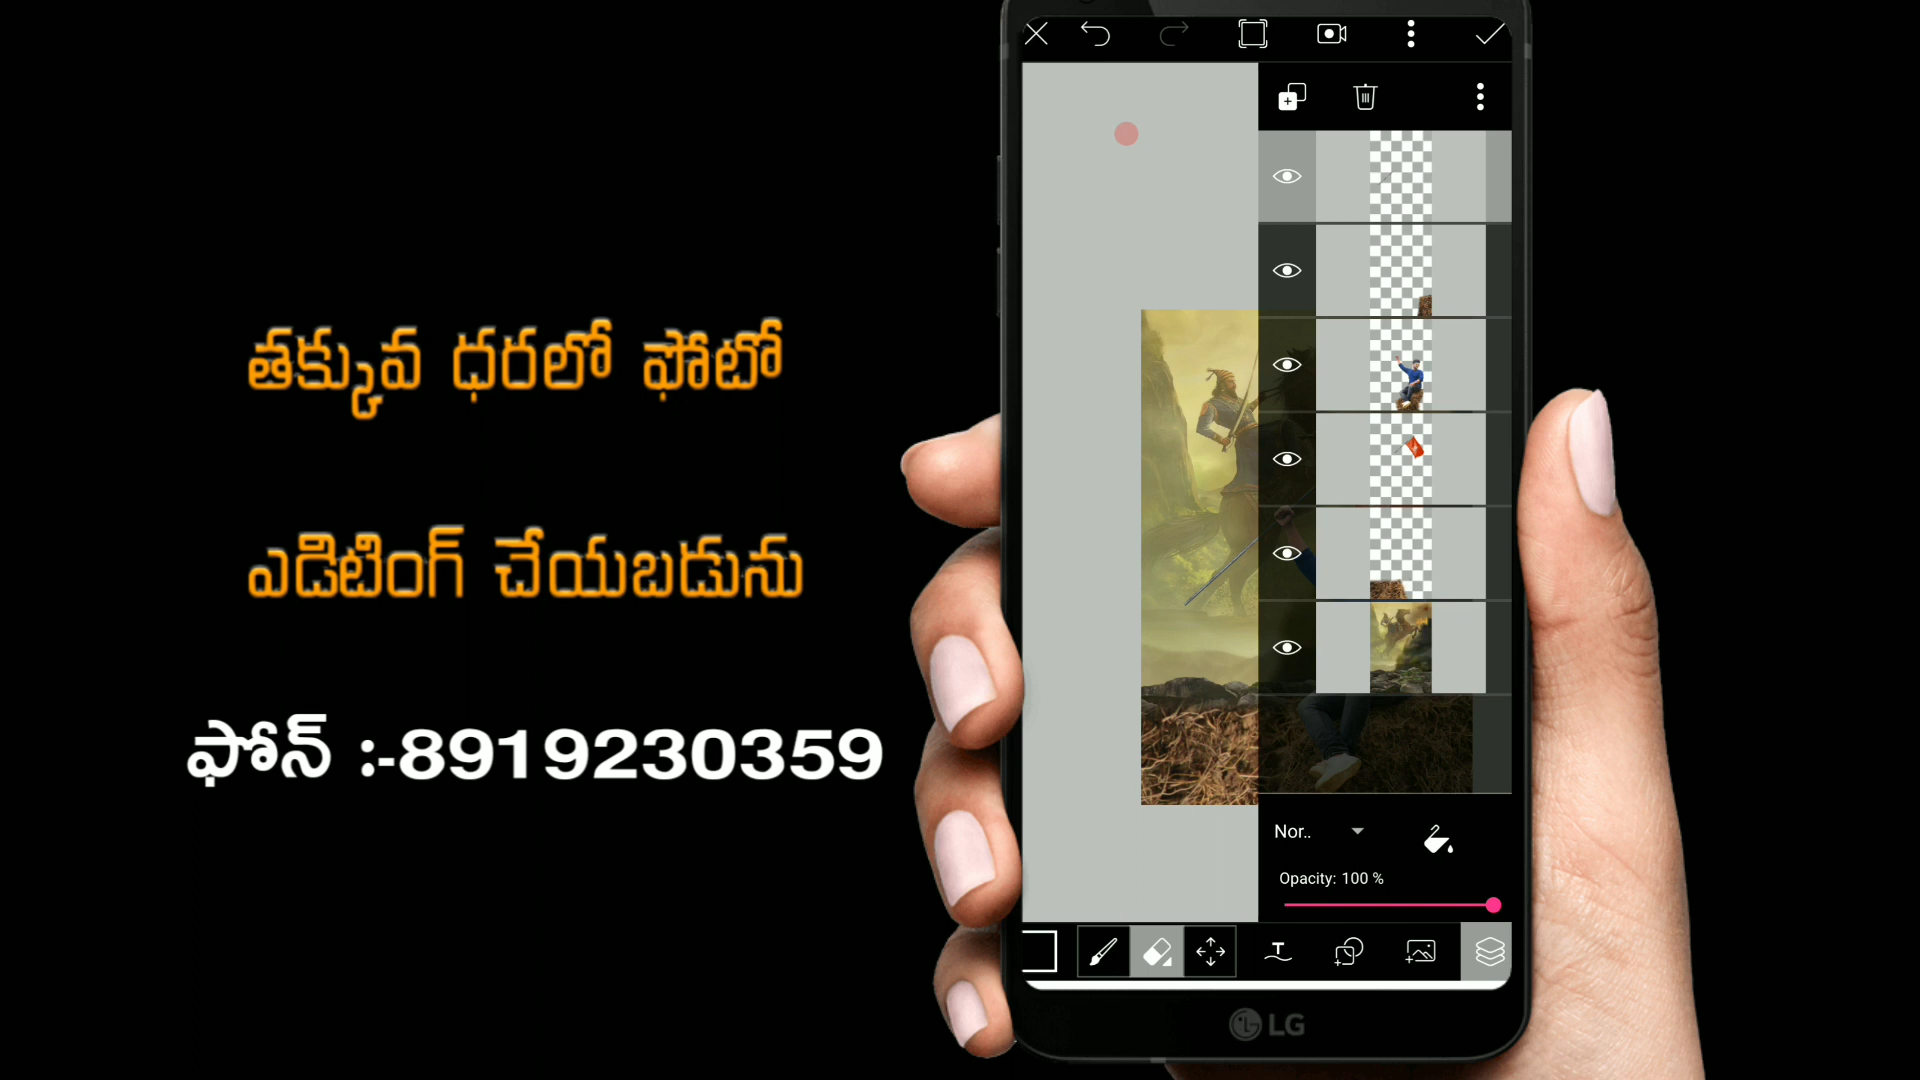 తక్కువ ధరలో ఫోటో
ఎడిటింగ్ చేయబడును
ఫోన్ :-8919230359
Nor..
Opacity: 100 %
T
LG